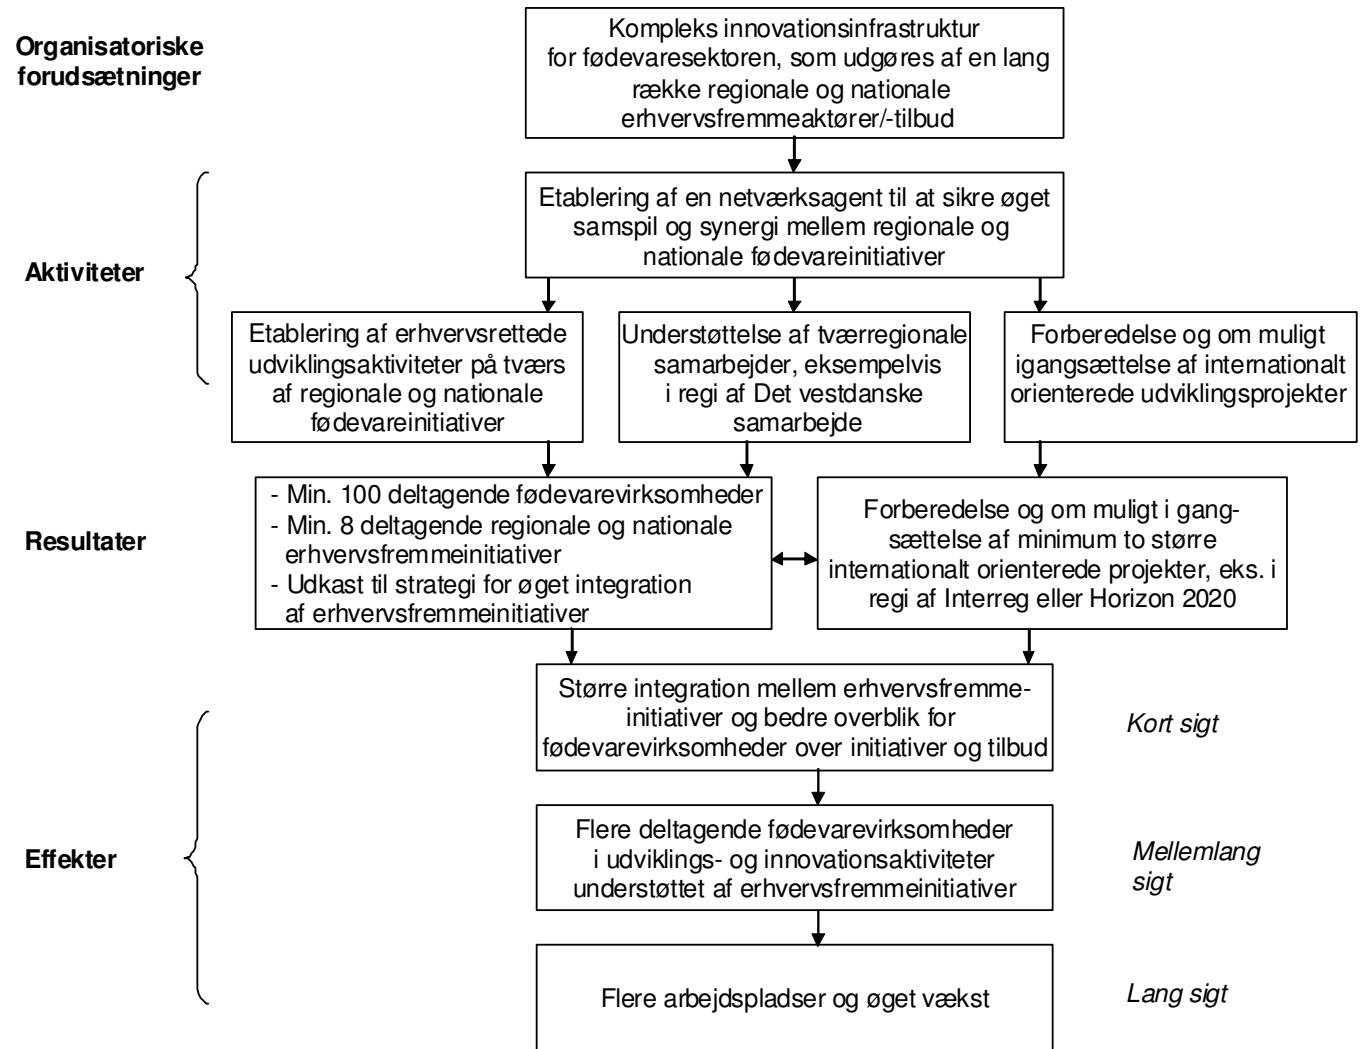 Organisatoriske
forudsætninger
Kompleks innovationsinfrastruktur
for fødevaresektoren, som udgøres af en lang
række regionale og nationale
erhvervsfremmeaktører/-tilbud
Aktiviteter
Etablering af en netværksagent til at sikre øget
samspil og synergi mellem regionale og
nationale fødevareinitiativer
Etablering af erhvervsrettede
udviklingsaktiviteter på tværs
af regionale og nationale
fødevareinitiativer
Understøttelse af tværregionale
samarbejder, eksempelvis
i regi af Det vestdanske
samarbejde
Forberedelse og om muligt
igangsættelse af internationalt
orienterede udviklingsprojekter
Resultater
- Min. 100 deltagende fødevarevirksomheder
- Min. 8 deltagende regionale og nationale
erhvervsfremmeinitiativer
- Udkast til strategi for øget integration
af erhvervsfremmeinitiativer
Forberedelse og om muligt i gang-
sættelse af minimum to større
internationalt orienterede projekter, eks. i
regi af Interreg eller Horizon 2020
Effekter
Større integration mellem erhvervsfremme-
initiativer og bedre overblik for
fødevarevirksomheder over initiativer og tilbud
Kort sigt
Flere deltagende fødevarevirksomheder
i udviklings- og innovationsaktiviteter
understøttet af erhvervsfremmeinitiativer
Mellemlang
sigt
Flere arbejdspladser og øget vækst
Lang sigt